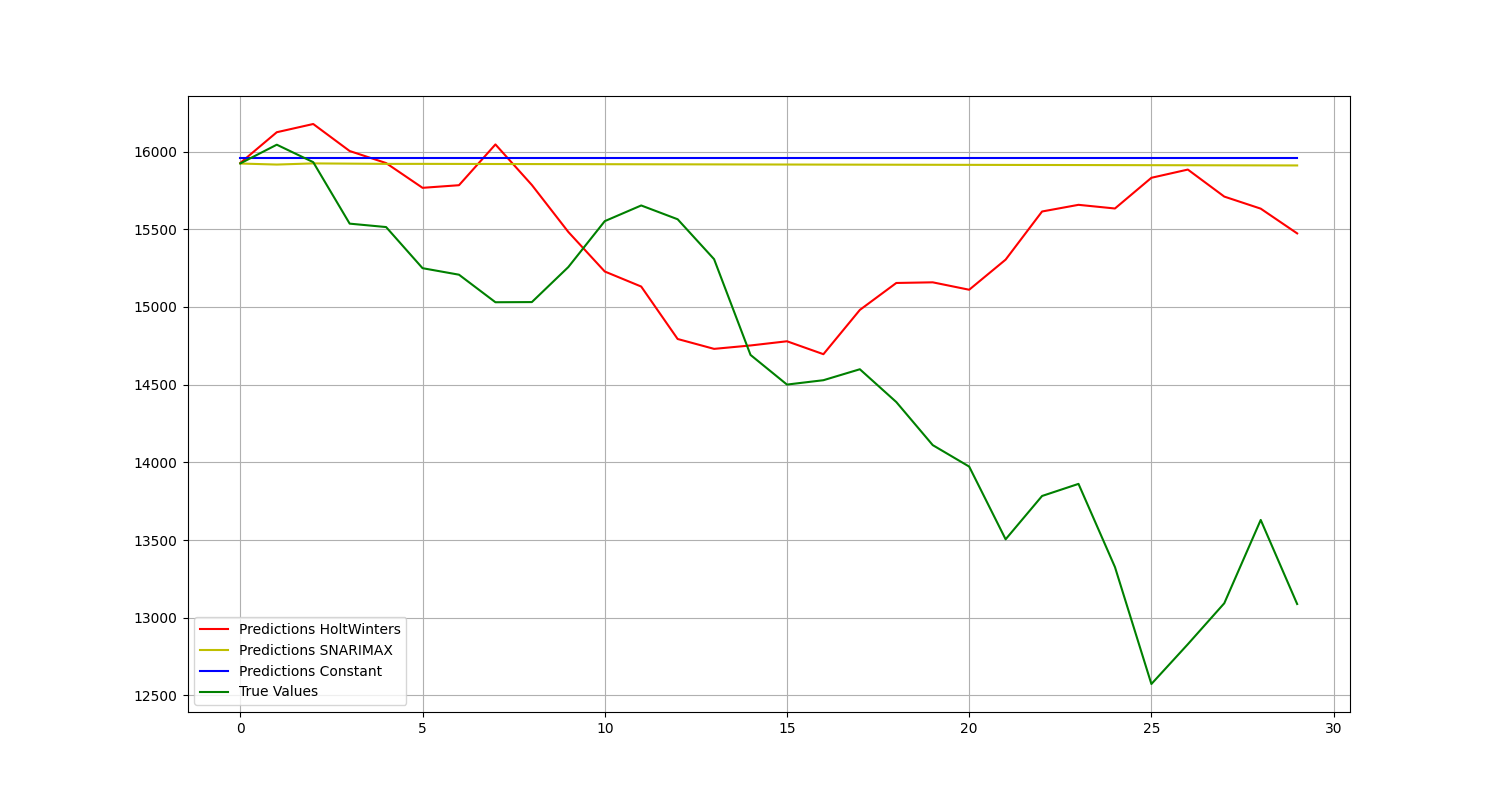 16000
15500
15000
14500
14000
13500
13000
12500
Predictions HoltWinters
Predictions SNARIMAX
Predictions Constant
True Values
0 5 10 15 20 25 30